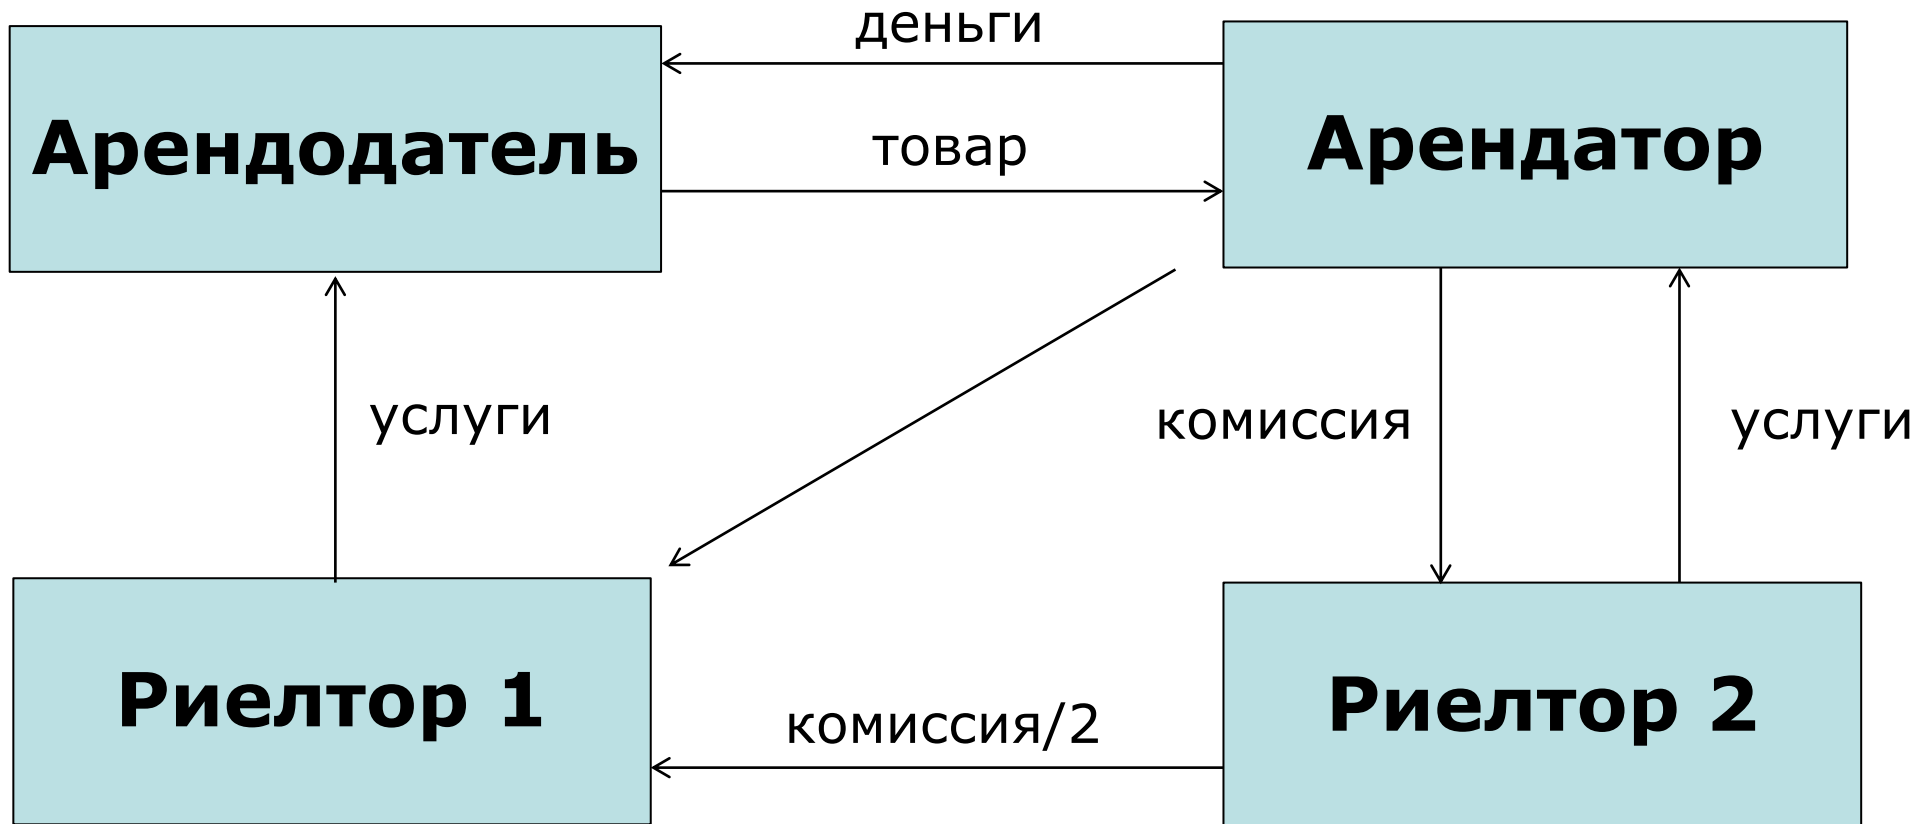 деньги
Арендодатель
товар
Арендатор
услуги
комиссия
услуги
Риелтор 1
комиссия/2
Риелтор 2